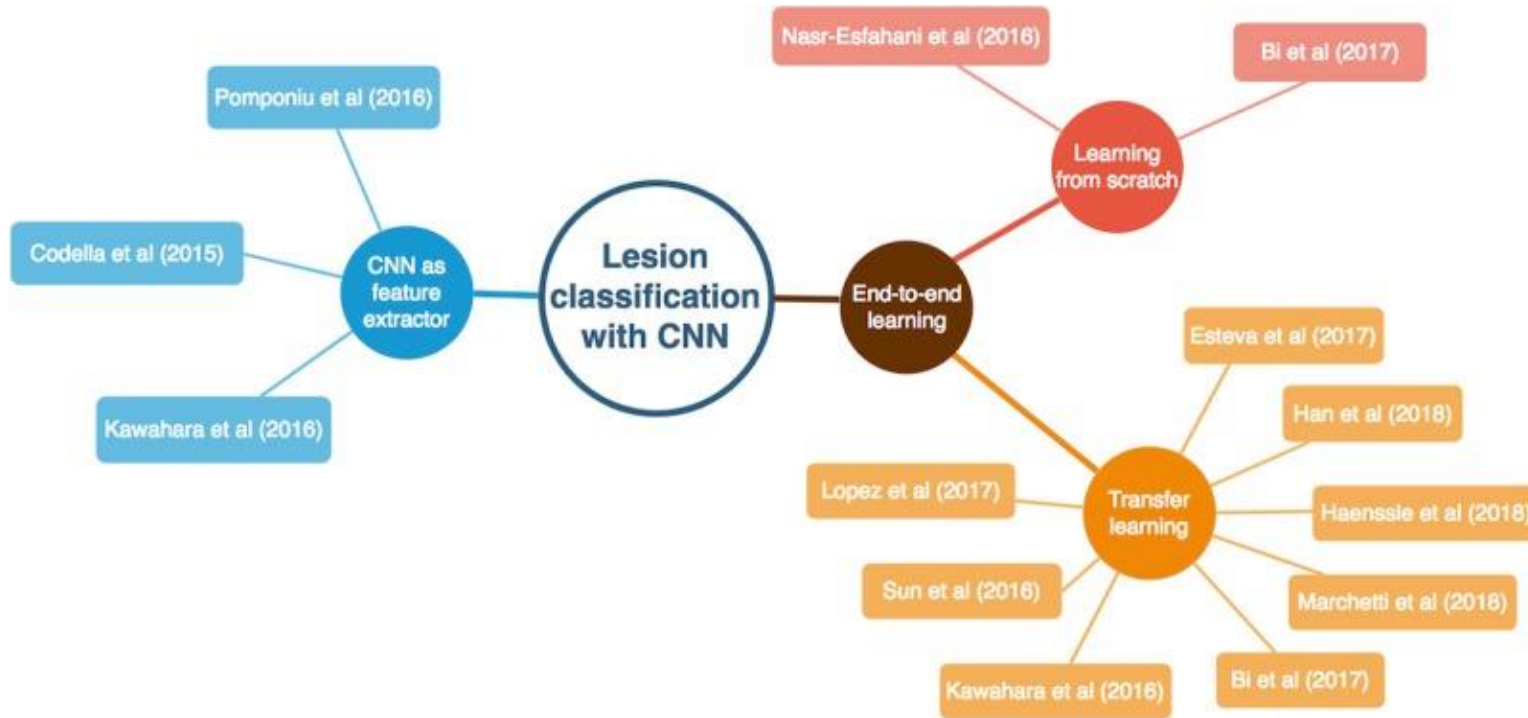 Nasr-Esfahani et al (2016)
Bi et al (2017)
Pomponiu et al (2016)
Learning
from scratch
Codella et al (2015)
CNN as
feature
extractor
Lesion
classification
with CNN
End-to-end
learning
Kawahara et al (2016)
Esteva et al (2017)
Han et al (2018)
Lopez et al (2017)
Transfer
learning
Haenssle et al (2018)
Sun et al (2016)
Marchetti et al (2018)
Kawahara et al (2016)
Bi et al (2017)